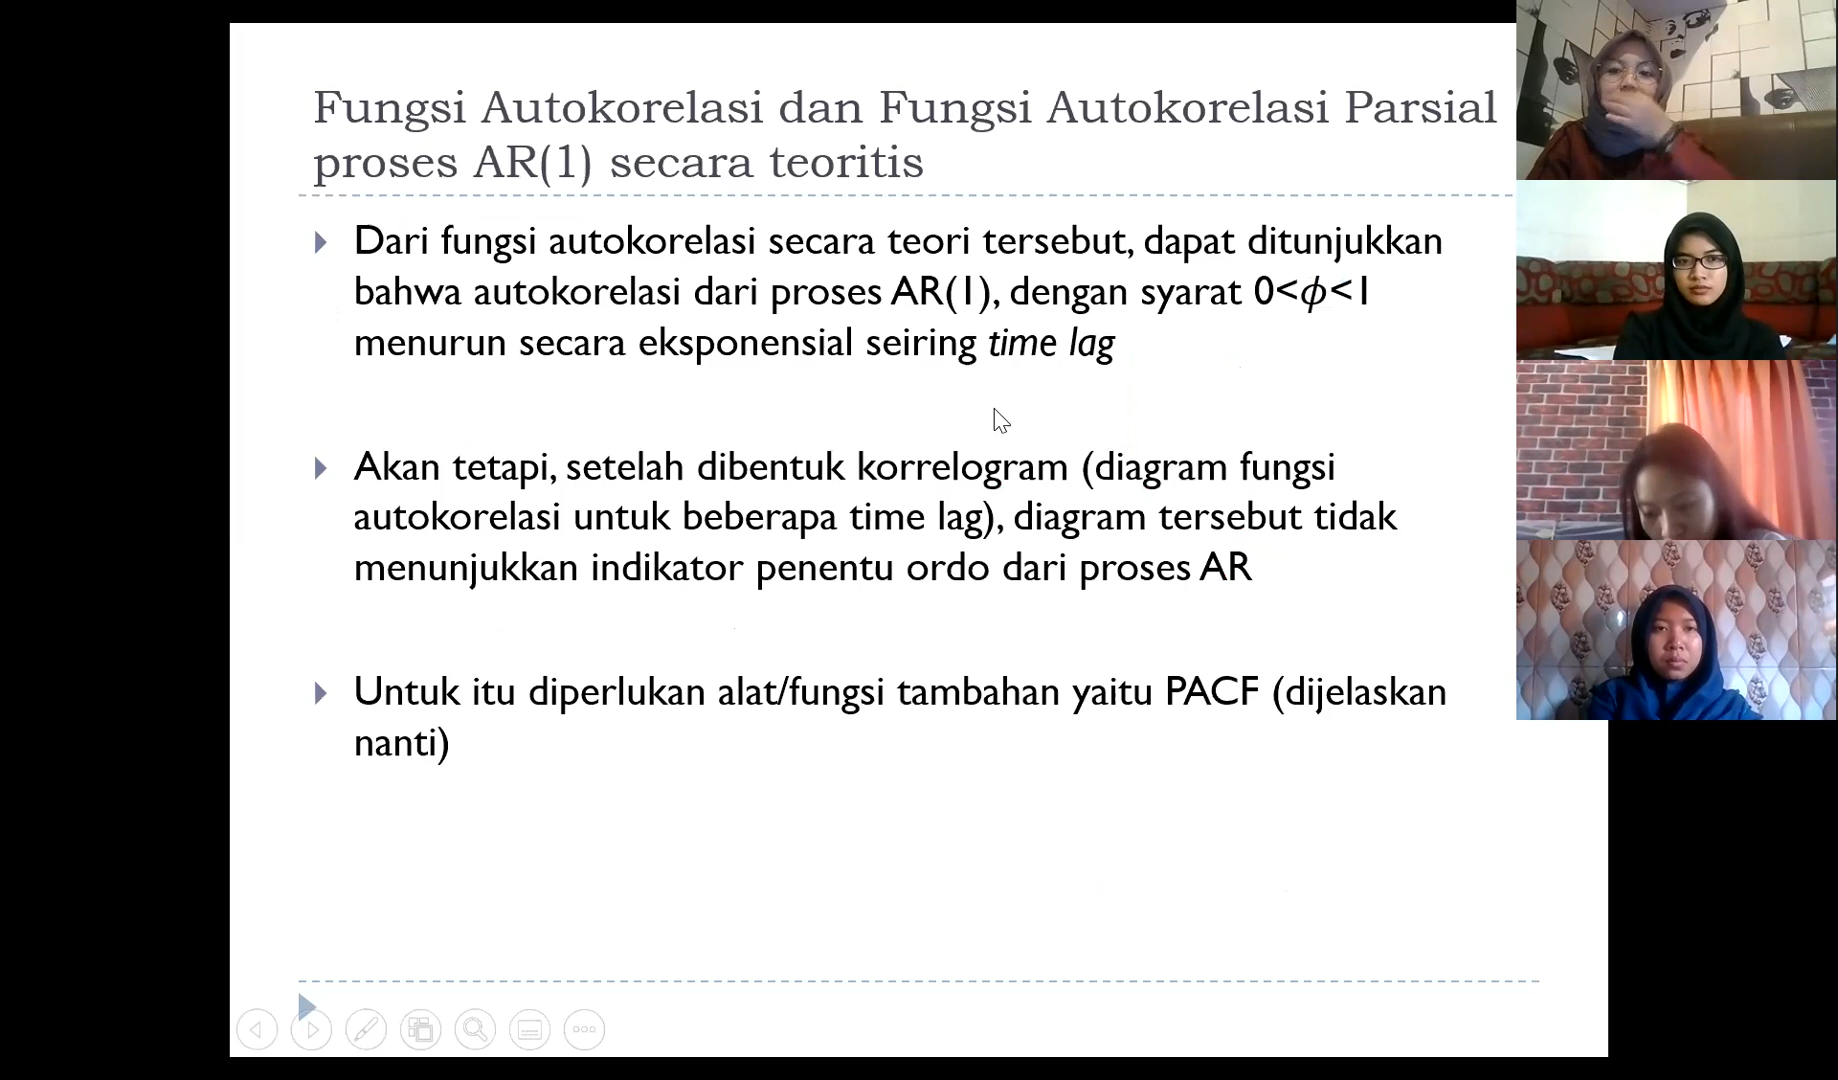 Fungsi Autokorelasi dan Fungsi Autokorelasi Parsial
proses AR(1) secara teoritis
Dari fungsi autokorelasi secara teori tersebut, dapat ditunjukkan
bahwa autokorelasi dari proses AR(1), dengan syarat 0<ϕ<1
menurun secara eksponensial seiring time lag
Akan tetapi, setelah dibentuk korrelogram (diagram fungsi
autokorelasi untuk beberapa time lag), diagram tersebut tidak
menunjukkan indikator penentu ordo dari proses AR
Untuk itu diperlukan alat/fungsi tambahan yaitu PACF (dijelaskan
nanti)